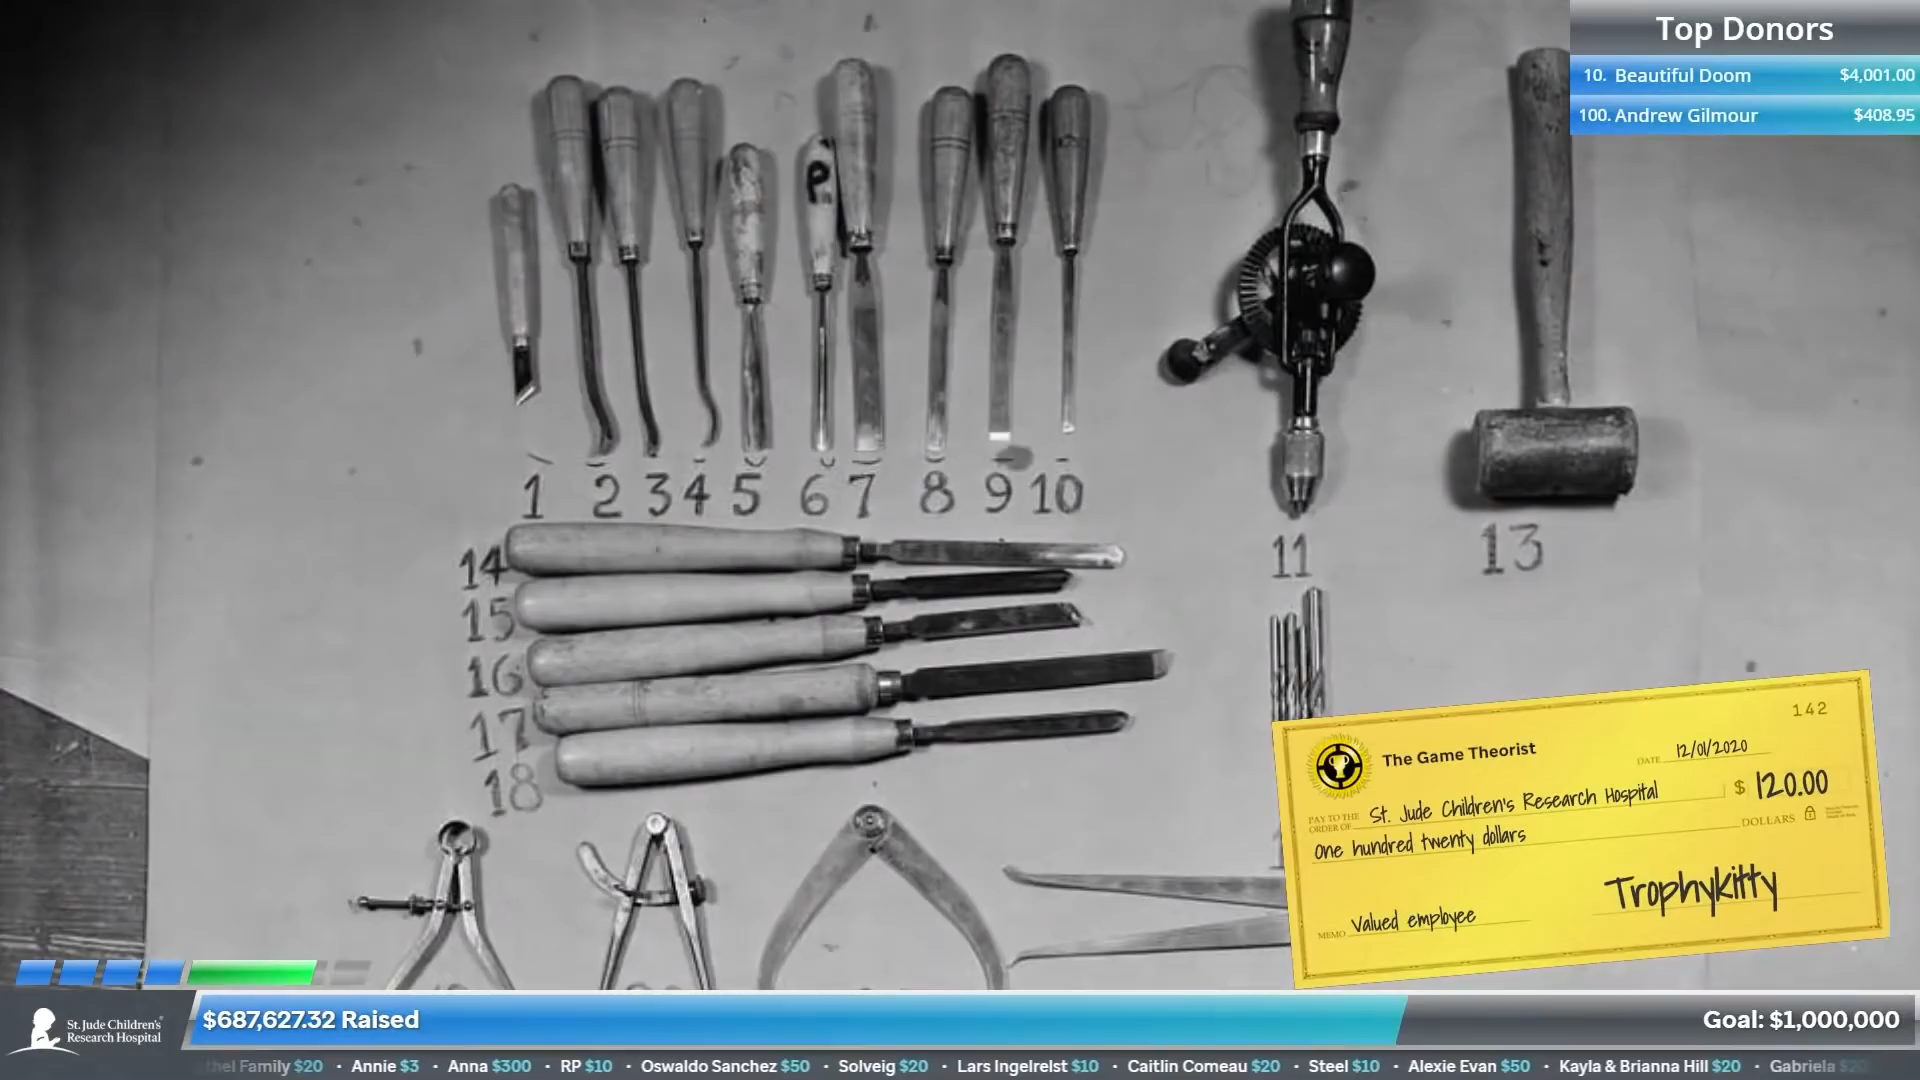 Top Donors
10. Beautiful Doom $4,001.00
100. Andrew Gilmour $408.95
P
1 2 3 4 5 6 7 8 9 10
11
13
14
15
16
17
18
142
The Game Theorist
DATE 12/01/2020
PAY TO THE ORDER OF St. Jude Children's Research Hospital $ 120.00
One hundred twenty dollars DOLLARS
MEMO Valued employee
Trophykitty
St. Jude Children's
Research Hospital
$687,627.32 Raised
Goal: $1,000,000
Family $20 • Annie $3 • Anna $300 • RP $10 • Oswaldo Sanchez $50 • Solveig $20 • Lars Ingelrelst $10 • Caitlin Comeau $20 • Steel $10 • Alexie Evan $50 • Kayla & Brianna Hill $20 • Gabriela